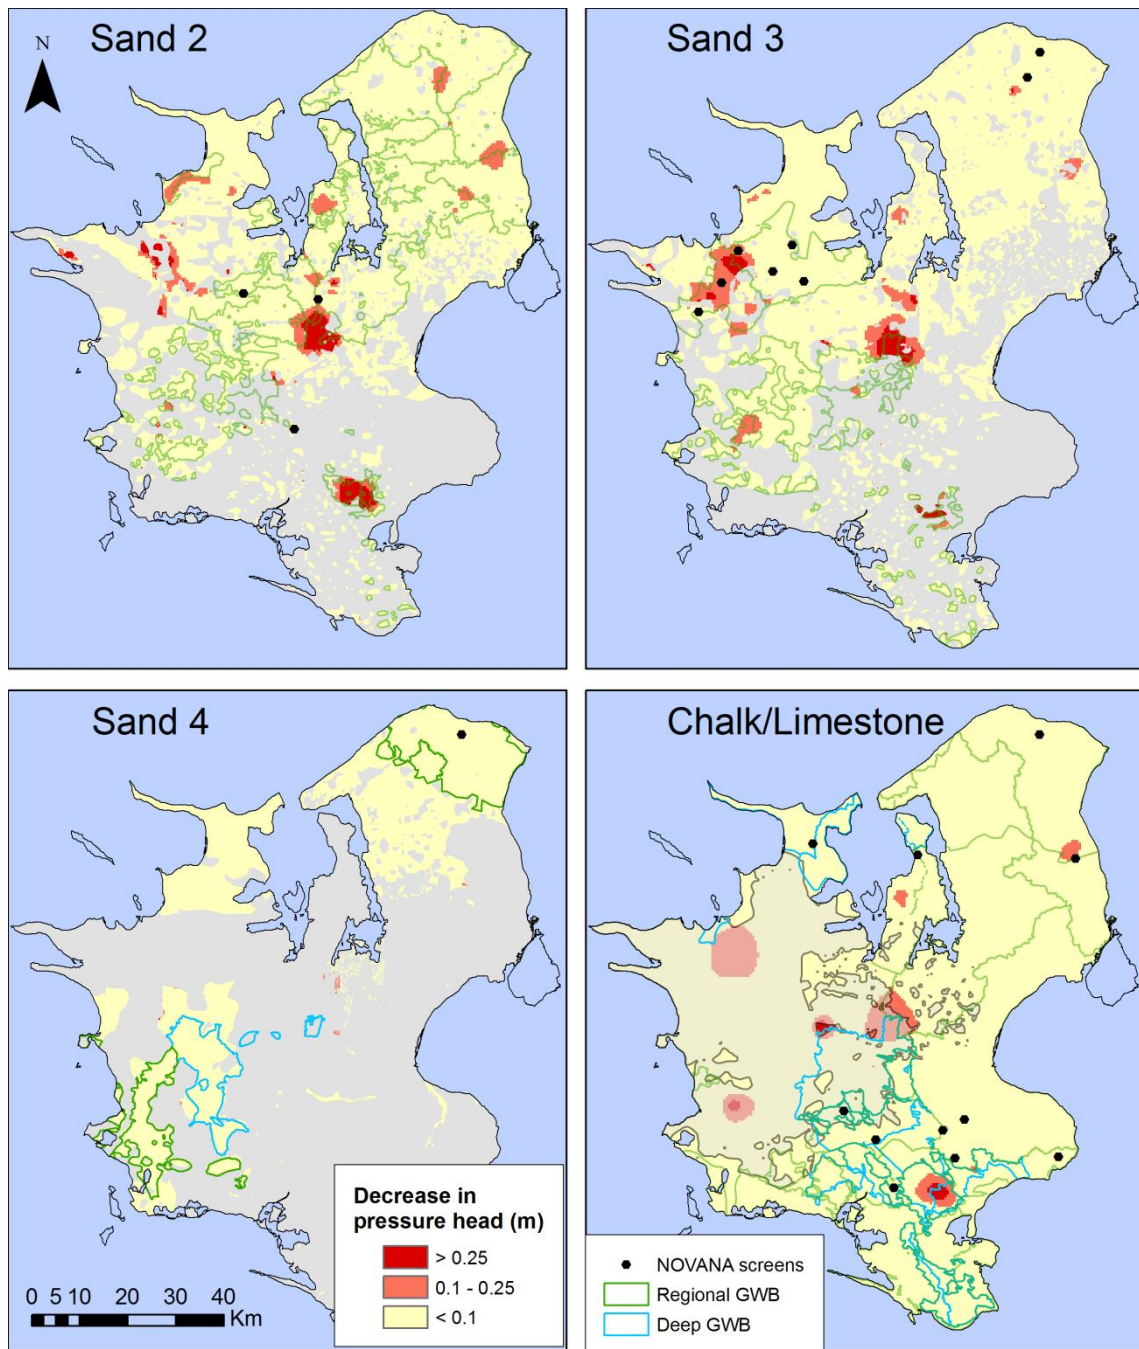 Sand 2
N
Sand 3
Sand 4
Chalk/Limestone
Decrease in
pressure head (m)
> 0.25
0.1 - 0.25
< 0.1
0 5 10 20 30 40
Km
NOVANA screens
Regional GWB
Deep GWB